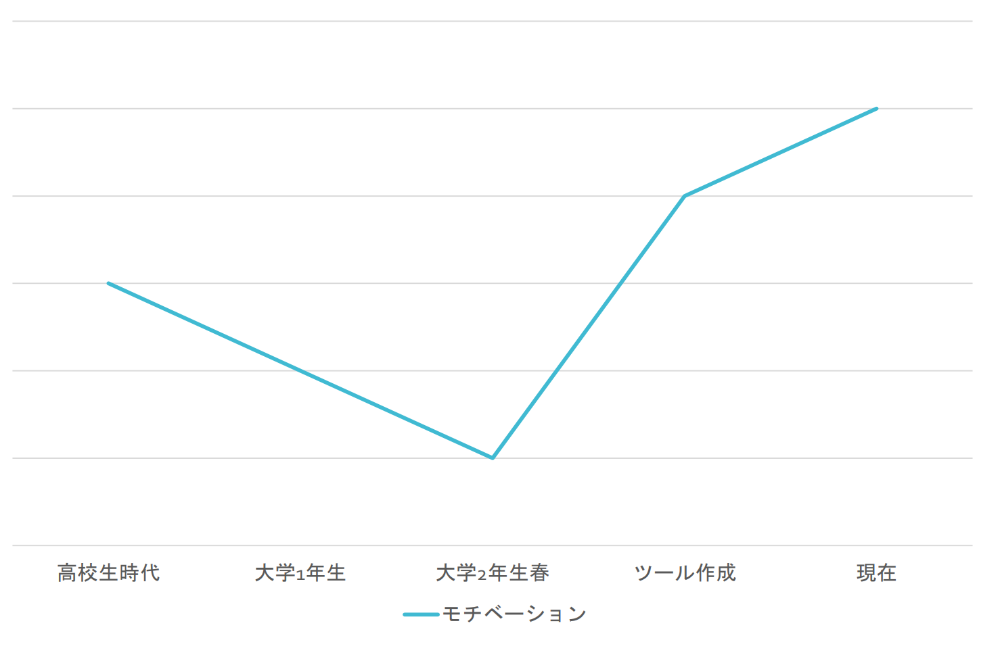 高校生時代
大学1年生
大学2年生春
ツール作成
現在
モチベーション